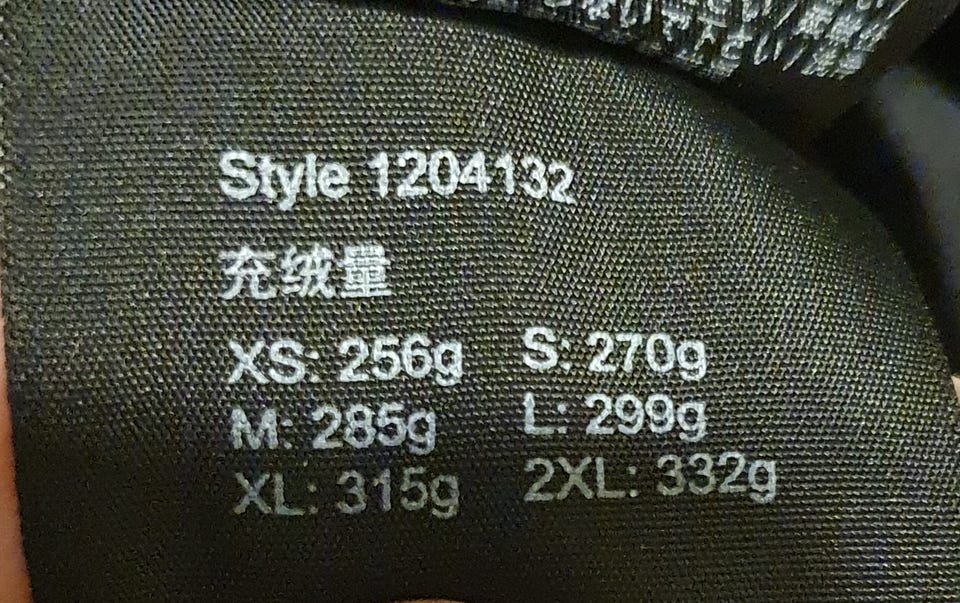 Style 1204132
充绒量
XS: 256g S: 270g
M: 285g L: 299g
XL: 315g 2XL: 332g